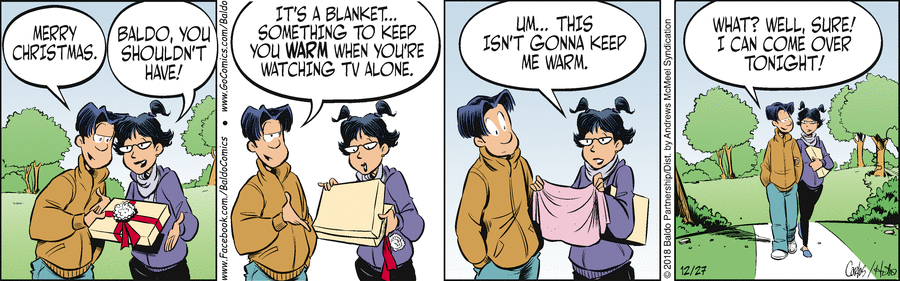 MERRY
CHRISTMAS.
BALDO, YOU
SHOULDN'T
HAVE!
www.Facebook.com/BaldoComics • www.GoComics.com/Baldo
IT'S A BLANKET...
SOMETHING TO KEEP
YOU WARM WHEN YOU'RE
WATCHING TV ALONE.
UM... THIS
ISN'T GONNA KEEP
ME WARM.
©2018 Baldo Partnership/Dist. by Andrews McMeel Syndication
WHAT? WELL, SURE!
I CAN COME OVER
TONIGHT!
12/27